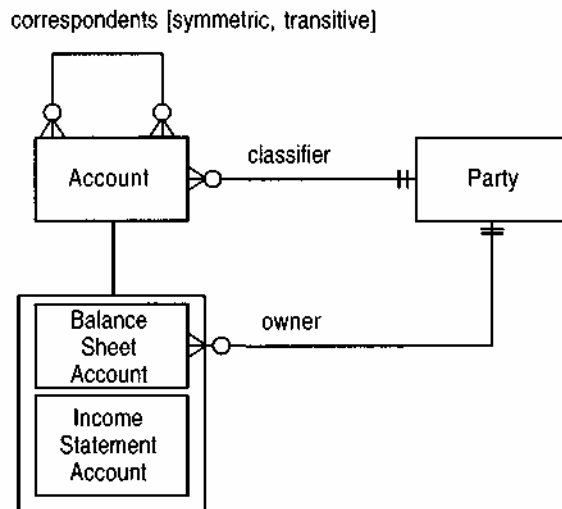 correspondents [symmetric, transitive]
Account
classifier
Party
Balance
Sheet
Account
owner
Income
Statement
Account